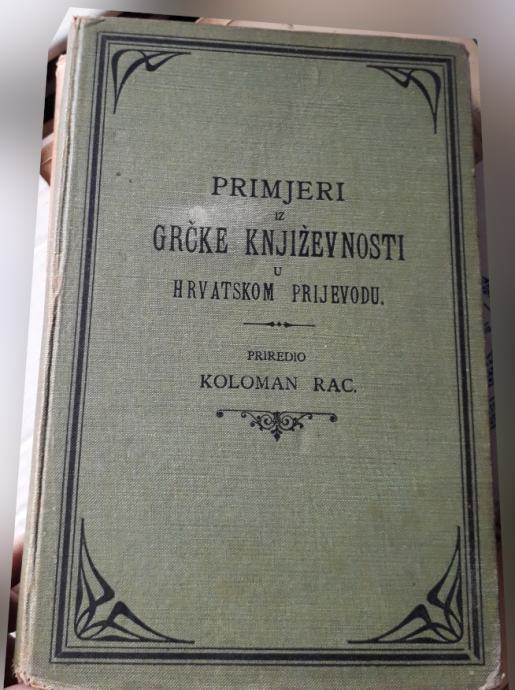 PRIMJERI
IZ
GRČKE KNJIŽEVNOSTI
U
HRVATSKOM PRIJEVODU.
PRIREDIO
KOLOMAN RAC.